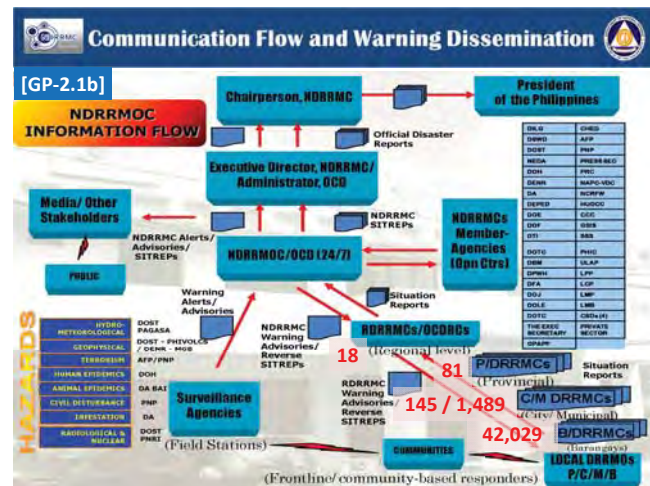 Communication Flow and Warning Dissemination
[GP-2.1b]
NDRRMOC
INFORMATION FLOW
Chairperson, NDRRMC
President
of the Philippines
Official Disaster
Reports
Executive Director, NDRRMC/
Administrator, OCD
Media/ Other
Stakeholders
NDRRMC
SITREPs
NDRRMCs
Member-
Agencies
(Opn Ctrs)
NDRRMC Alerts/
Advisories/
SITREPs
NDRRMOC/OCD (24/7)
PUBLIC
DILG CHED
DSWD AFP
DOST PNP
NEDA PRESS SEC
DOH PRC
DENR NAPC-VDC
DA NCRFW
DEPED HUDCC
DOE CCC
DOF GSIS
DTI SSS
DOTC PHIC
DBM ULAP
DPWH LPP
DFA LCP
DOJ LMP
DOLE LMB
DOTC CSOs (4)
THE EXEC SECRETARY PRIVATE SECTOR
OPAPP
Warning
Alerts/
Advisories
Situation
Reports
NDRRMC
Warning
Advisories/
Reverse
SITREPs
RDRRMCs/OCDRCs
(Regional level)
18
HAZARDS
HYDRO-METEOROLOGICAL DOST PAGASA
GEOPHYSICAL DOST - PHIVOLCS / DENR - MGB
TERRORISM AFP/PNP
HUMAN EPIDEMICS DOH
ANIMAL EPIDEMICS DA BAI
CIVIL DISTURBANCE PNP
INFESTATION DA
RADIOLOGICAL & NUCLEAR DOST PNRI
Surveillance
Agencies
(Field Stations)
RDRRMC
Warning
Advisories/
Reverse
SITREPs
81
P/DRRMCs
(Provincial)
Situation
Reports
145 / 1,489
C/M DRRMCs
(City/ Municipal)
42,029
B/DRRMCs
(Barangays)
COMMUNITIES
(Frontline/ community-based responders)
LOCAL DRRMOs
P/C/M/B